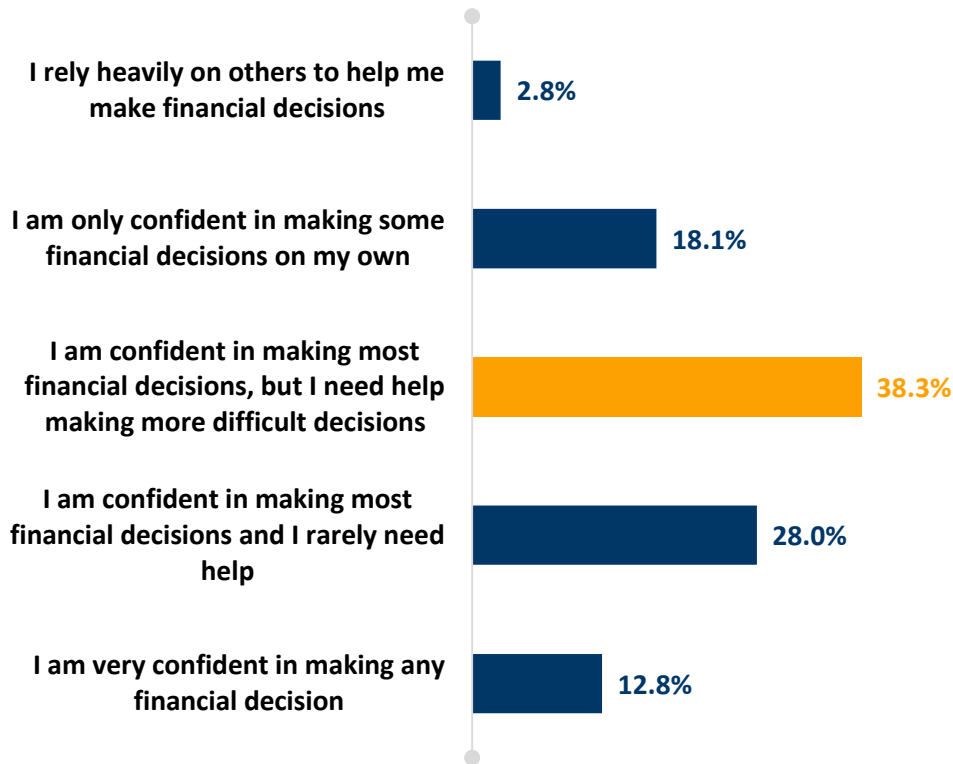 I rely heavily on others to help me
make financial decisions
2.8%
I am only confident in making some
financial decisions on my own
18.1%
I am confident in making most
financial decisions, but I need help
making more difficult decisions
38.3%
I am confident in making most
financial decisions and I rarely need
help
28.0%
I am very confident in making any
financial decision
12.8%